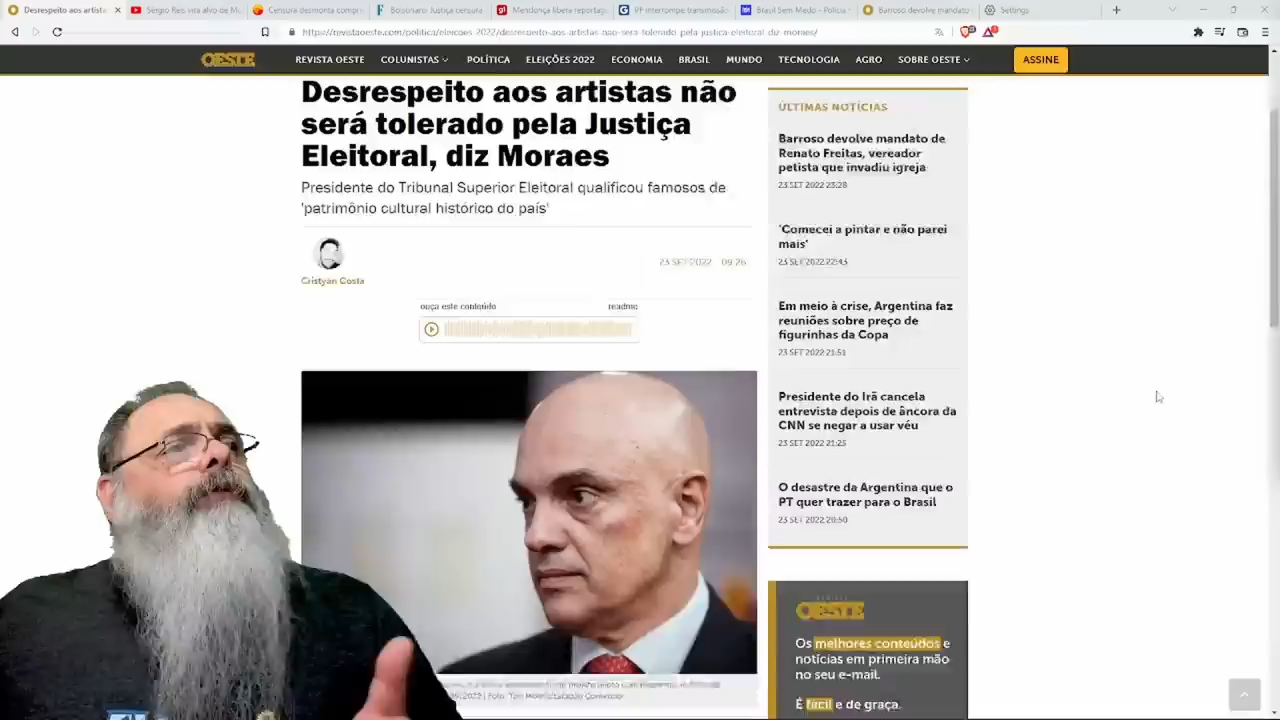 Desrespeito aos artista
Sérgio Reis vira alvo de Mo
Censura desmonta compro
Bolsonaro: Justiça censura
Mendonça libera reportage
PF interrompe transmissão
Brasil Sem Medo - Polícia F
Barroso devolve mandato d
Settings
https://revistaoeste.com/politica/eleicoes-2022/desrespeito-aos-artistas-nao-sera-tolerado-pela-justica-eleitoral-diz-moraes/
OESTE
REVISTA OESTE
COLUNISTAS
POLÍTICA
ELEIÇÕES 2022
ECONOMIA
BRASIL
MUNDO
TECNOLOGIA
AGRO
SOBRE OESTE
ASSINE
Desrespeito aos artistas não
será tolerado pela Justiça
Eleitoral, diz Moraes
Presidente do Tribunal Superior Eleitoral qualificou famosos de
'patrimônio cultural histórico do país'
Cristyan Costa
23 SET 2022 09:26
ouça este conteúdo
readme
ÚLTIMAS NOTÍCIAS
Barroso devolve mandato de
Renato Freitas, vereador
petista que invadiu igreja
23 SET 2022 23:28
'Comecei a pintar e não parei
mais'
23 SET 2022 22:43
Em meio à crise, Argentina faz
reuniões sobre preço de
figurinhas da Copa
23 SET 2022 21:51
Presidente do Irã cancela
entrevista depois de âncora da
CNN se negar a usar véu
23 SET 2022 21:25
O desastre da Argentina que o
PT quer trazer para o Brasil
23 SET 2022 20:50
REVISTA
OESTE
Os melhores conteúdos e
notícias em primeira mão
no seu e-mail.
É fácil e de graça.